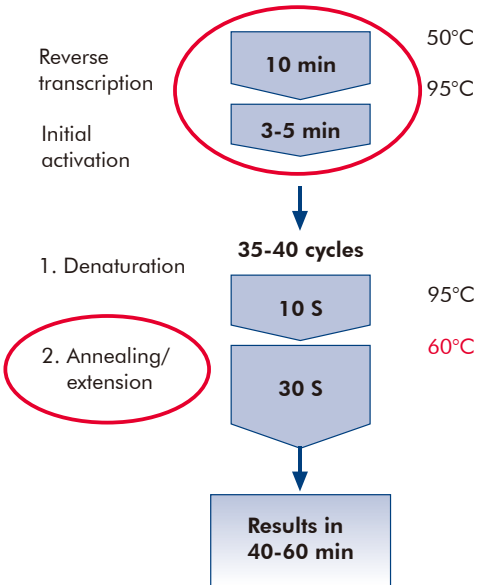 50°C
Reverse
transcription
10 min
95°C
Initial
activation
3-5 min
35-40 cycles
1. Denaturation
10 S
95°C
2. Annealing/
extension
60°C
30 S
Results in
40-60 min